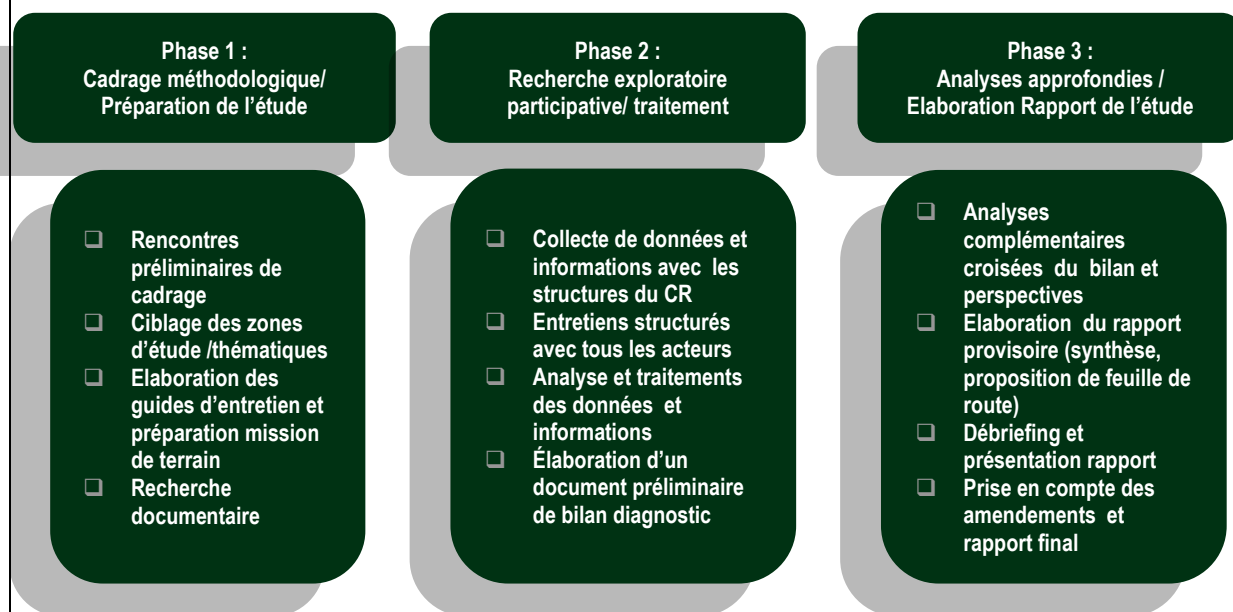 Phase 1 :
Cadrage méthodologique/
Préparation de l’étude
❑ Rencontres
préliminaires de
cadrage
❑ Ciblage des zones
d’étude /thématiques
❑ Elaboration des
guides d’entretien et
préparation mission
de terrain
❑ Recherche
documentaire
Phase 2 :
Recherche exploratoire
participative/ traitement
❑ Collecte de données et
informations avec les
structures du CR
❑ Entretiens structurés
avec tous les acteurs
❑ Analyse et traitements
des données et
informations
❑ Élaboration d’un
document préliminaire
de bilan diagnostic
Phase 3 :
Analyses approfondies /
Elaboration Rapport de l’étude
❑ Analyses
complémentaires
croisées du bilan et
perspectives
❑ Elaboration du rapport
provisoire (synthèse,
proposition de feuille de
route)
❑ Débriefing et
présentation rapport
❑ Prise en compte des
amendements et
rapport final